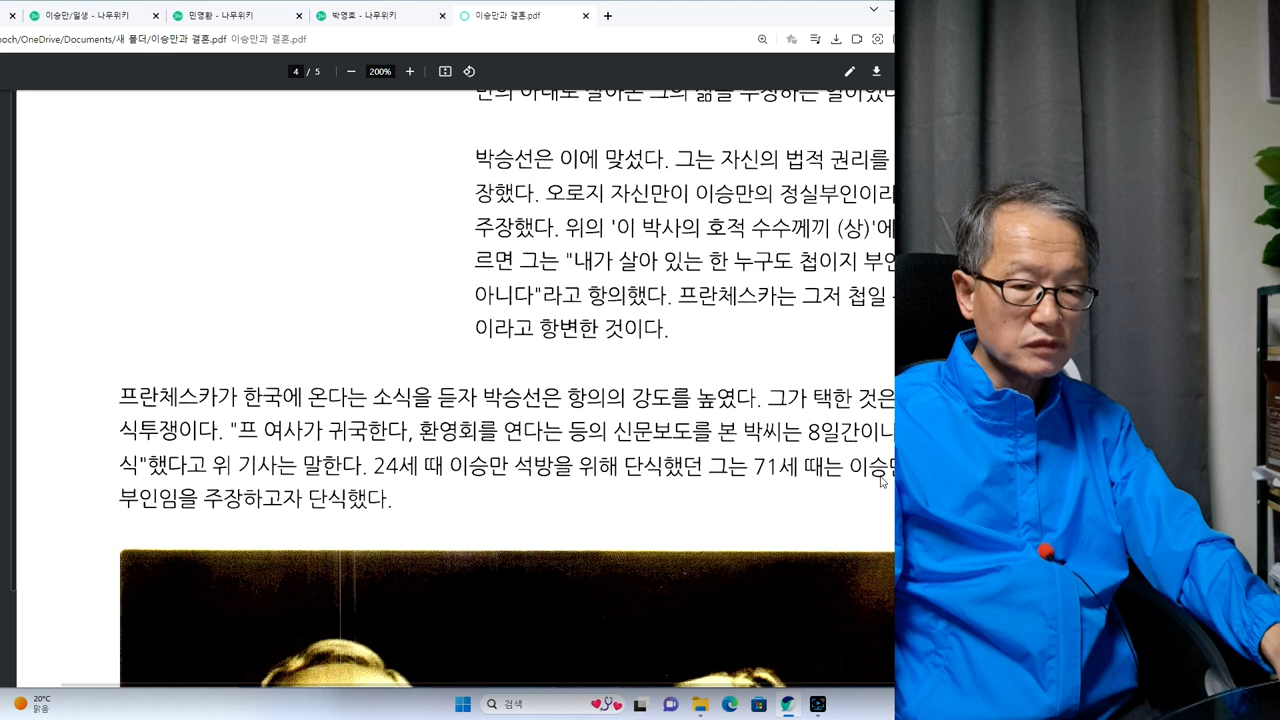 이승만/일생 - 나무위키
민영환 - 나무위키
박영효 - 나무위키
이승만과 결혼.pdf
och/OneDrive/Documents/새 폴더/이승만과 결혼.pdf 이승만과 결혼.pdf
4 / 5 200%
박승선은 이에 맞섰다. 그는 자신의 법적 권리를
장했다. 오로지 자신만이 이승만의 정실부인이라
주장했다. 위의 '이 박사의 호적 수수께끼 (상)'에
르면 그는 "내가 살아 있는 한 누구도 첩이지 부인
아니다"라고 항의했다. 프란체스카는 그저 첩일
이라고 항변한 것이다.
프란체스카가 한국에 온다는 소식을 듣자 박승선은 항의의 강도를 높였다. 그가 택한 것은
식투쟁이다. "프 여사가 귀국한다, 환영회를 연다는 등의 신문보도를 본 박씨는 8일간이나
식"했다고 위 기사는 말한다. 24세 때 이승만 석방을 위해 단식했던 그는 71세 때는 이승만
부인임을 주장하고자 단식했다.
20°C
맑음
검색